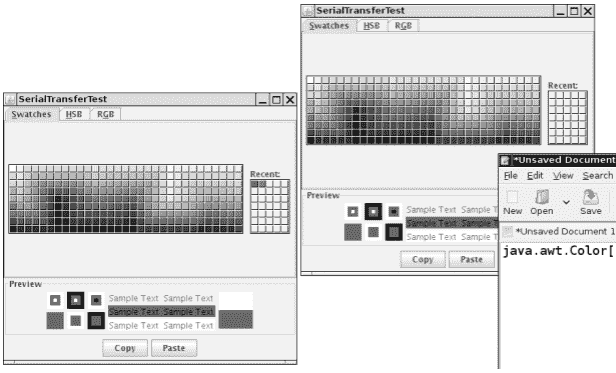 SerialTransferTest
Swatches HSB RGB
Recent:
Preview
Sample Text Sample Text
Sample Text Sample Text
Sample Text Sample Text
Copy Paste
SerialTransferTest
Swatches HSB RGB
Recent:
Preview
Sample Text Sample T
Sample Text Sample T
Sample Text Sample T
Copy Paste
*Unsaved Document
File Edit View Search
New Open Save
*Unsaved Document 1
java.awt.Color[